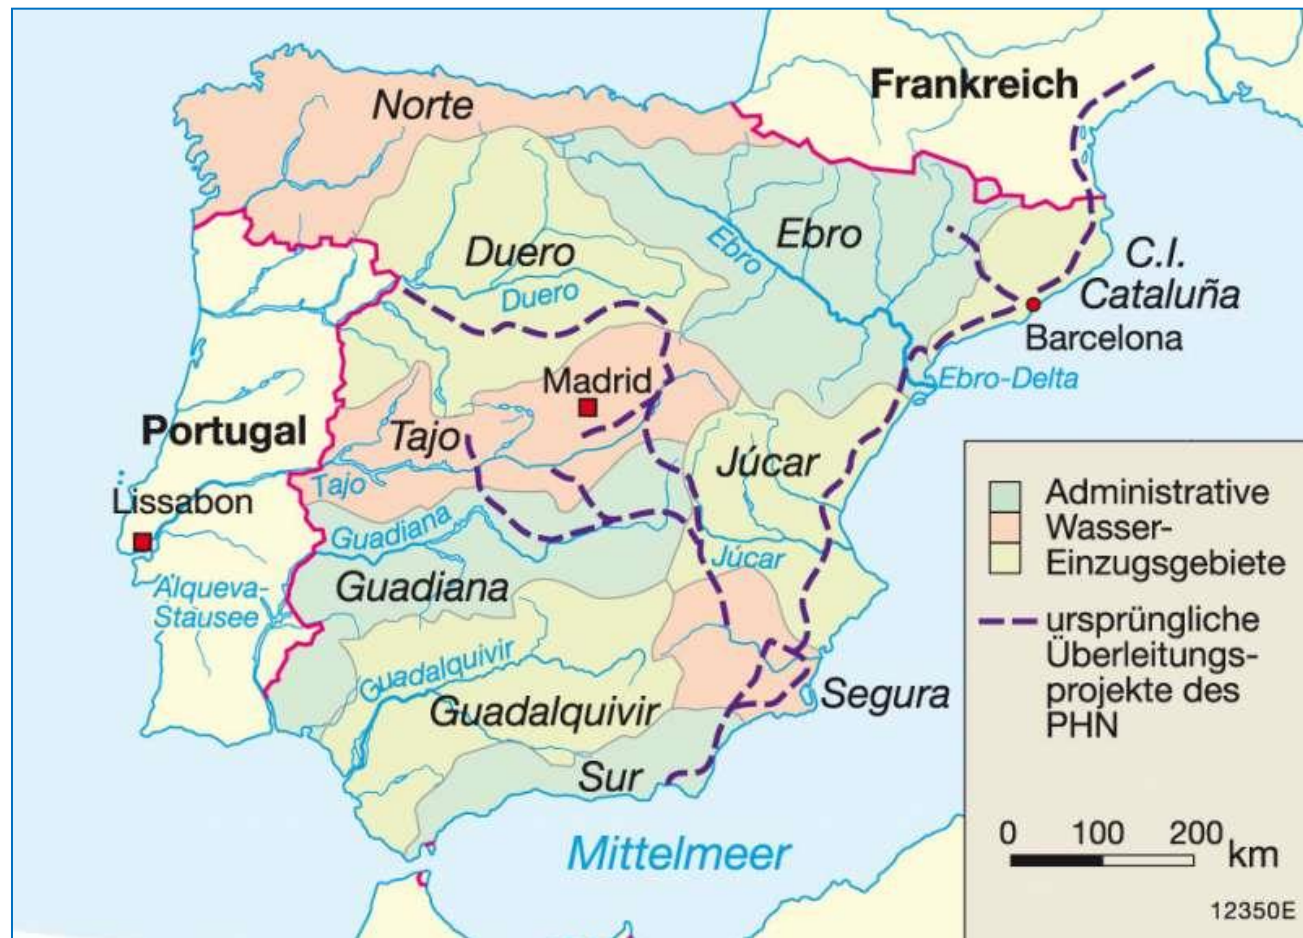 Frankreich
Norte
Ebro
Ebro
Duero
Duero
C.I.
Cataluña
Barcelona
Ebro-Delta
Madrid
Portugal
Tajo
Tajo
Júcar
Lissabon
Guadiana
Júcar
Alqueva-
Stausee
Guadiana
Guadalquivir
Guadalquivir
Segura
Sur
Mittelmeer
Administrative
Wasser-
Einzugsgebiete
ursprüngliche
Überleitungs-
projekte des
PHN
0 100 200 km
12350E